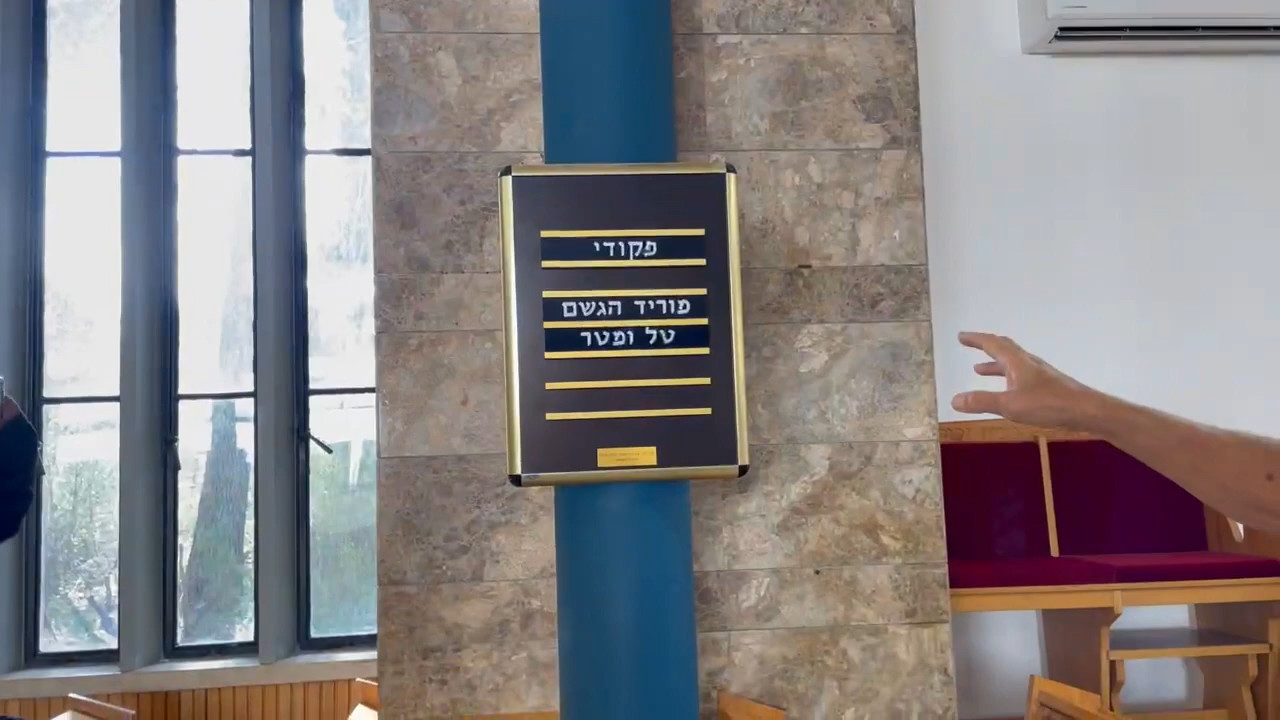 פקודי
מוריד הגשם
טל ומטר